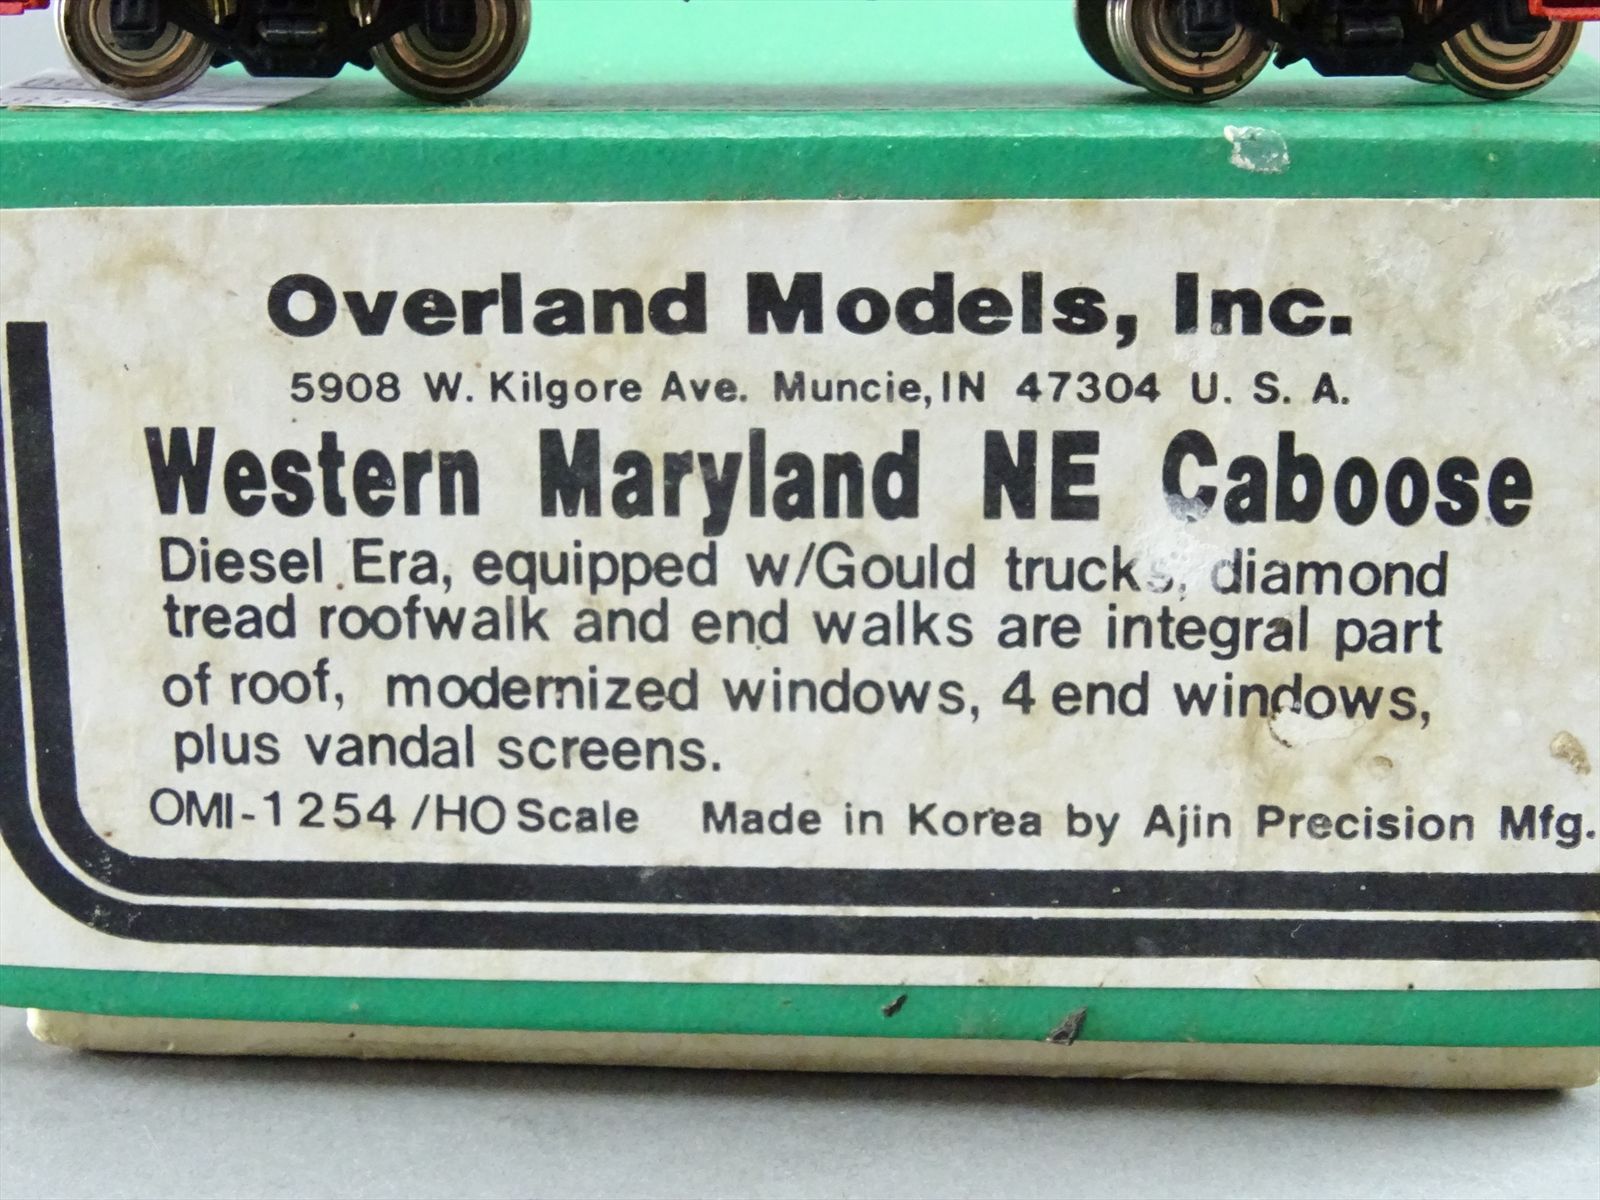 Overland Models, Inc.
5908 W. Kilgore Ave. Muncie, IN 47304 U. S. A.
Western Maryland NE Caboose
Diesel Era, equipped w/Gould trucks, diamond
tread roofwalk and end walks are integral part
of roof, modernized windows, 4 end windows,
plus vandal screens.
OMI-1254 /HO Scale Made in Korea by Ajin Precision Mfg.